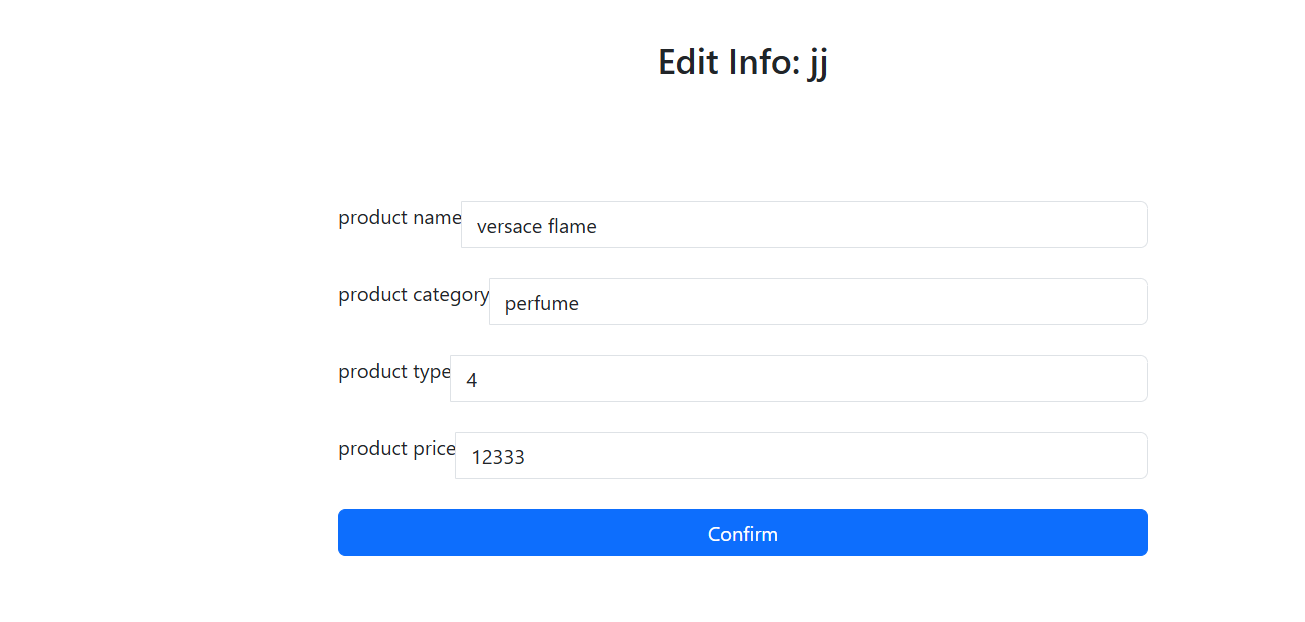 Edit Info: jj
product name versace flame
product category perfume
product type 4
product price 12333
Confirm